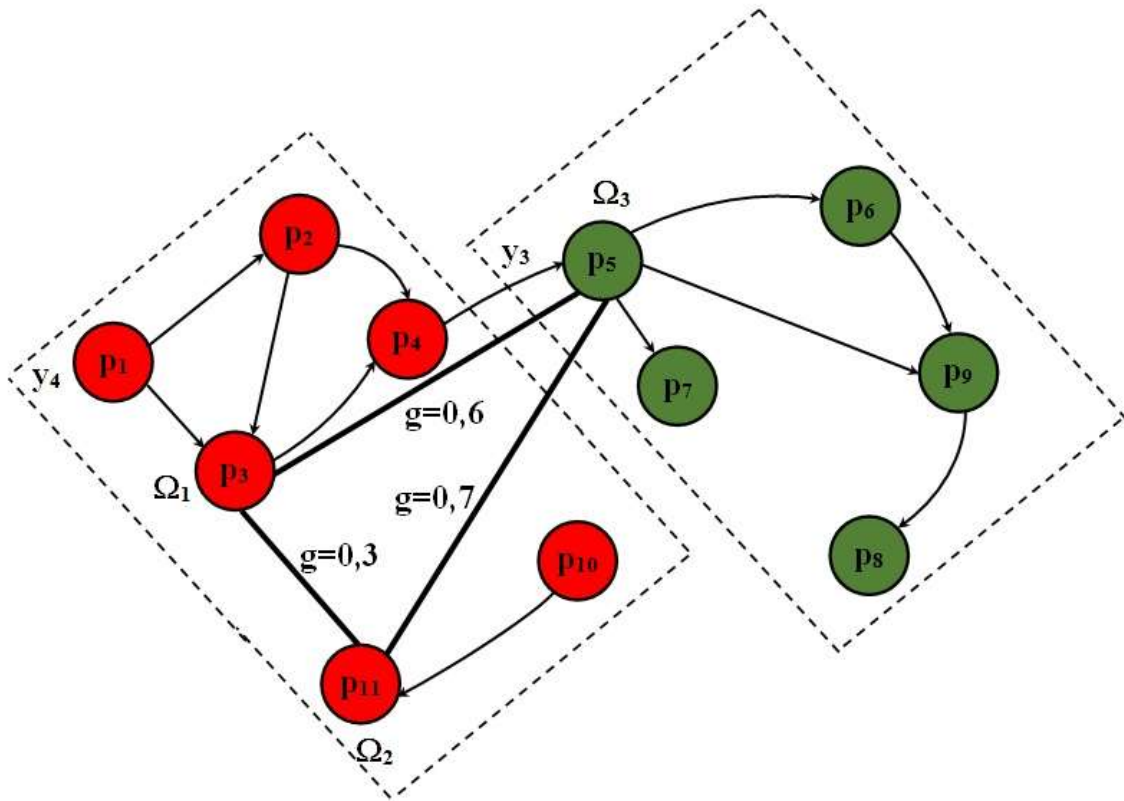 Ω₃
p₆
p₂
y₃
p₅
p₄
p₁
y₄
p₉
p₇
g=0,6
p₃
Ω₁
g=0,7
g=0,3
p₁₀
p₈
p₁₁
Ω₂